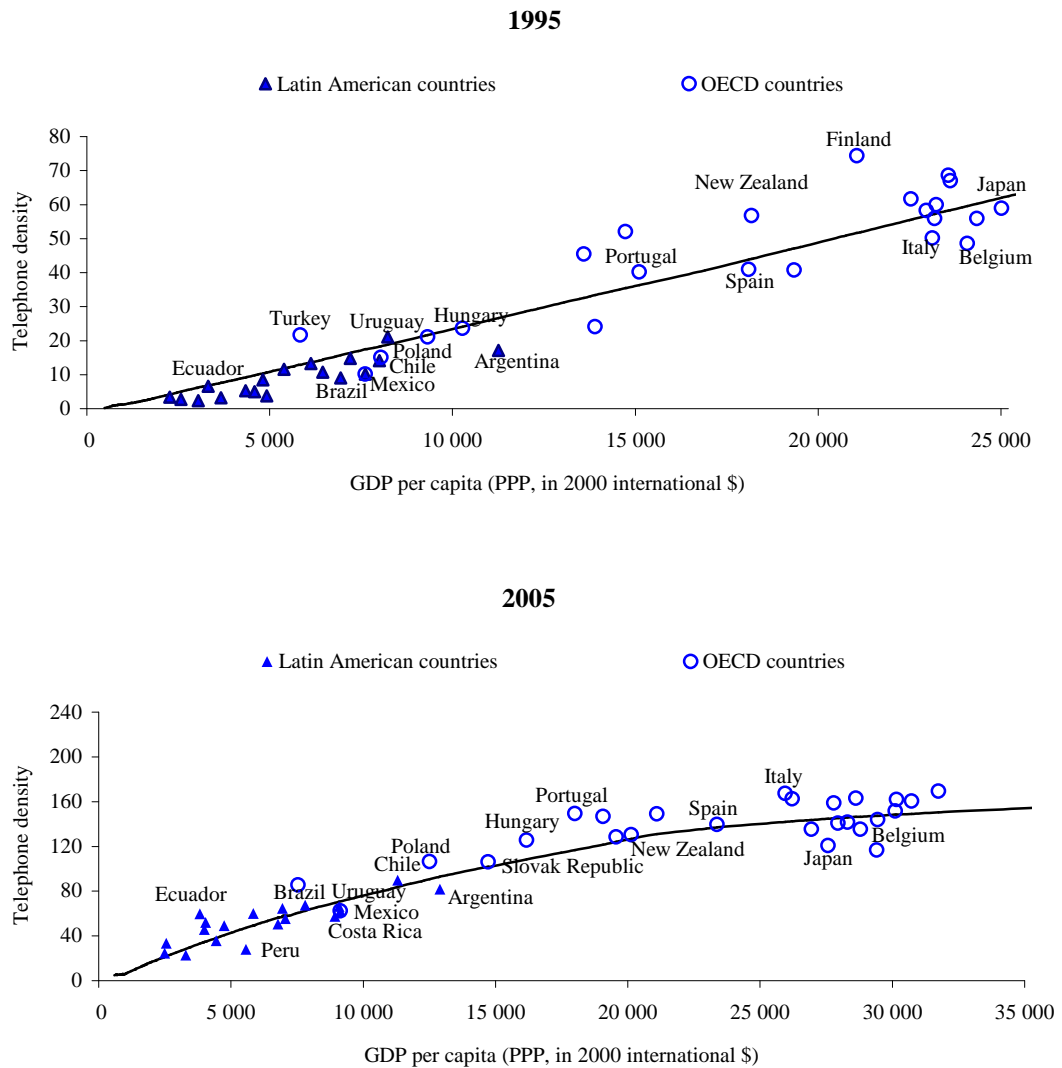 1995
Latin American countries
OECD countries
Telephone density
80
70
60
50
40
30
20
10
0
Finland
New Zealand
Japan
Portugal
Italy
Belgium
Spain
Turkey
Uruguay
Hungary
Ecuador
Poland
Chile
Argentina
Brazil
Mexico
0
5 000
10 000
15 000
20 000
25 000
GDP per capita (PPP, in 2000 international $)
2005
Latin American countries
OECD countries
Telephone density
240
200
160
120
80
40
0
Italy
Portugal
Spain
Hungary
Belgium
Poland
New Zealand
Chile
Slovak Republic
Japan
Ecuador
Brazil
Uruguay
Argentina
Mexico
Costa Rica
Peru
0
5 000
10 000
15 000
20 000
25 000
30 000
35 000
GDP per capita (PPP, in 2000 international $)